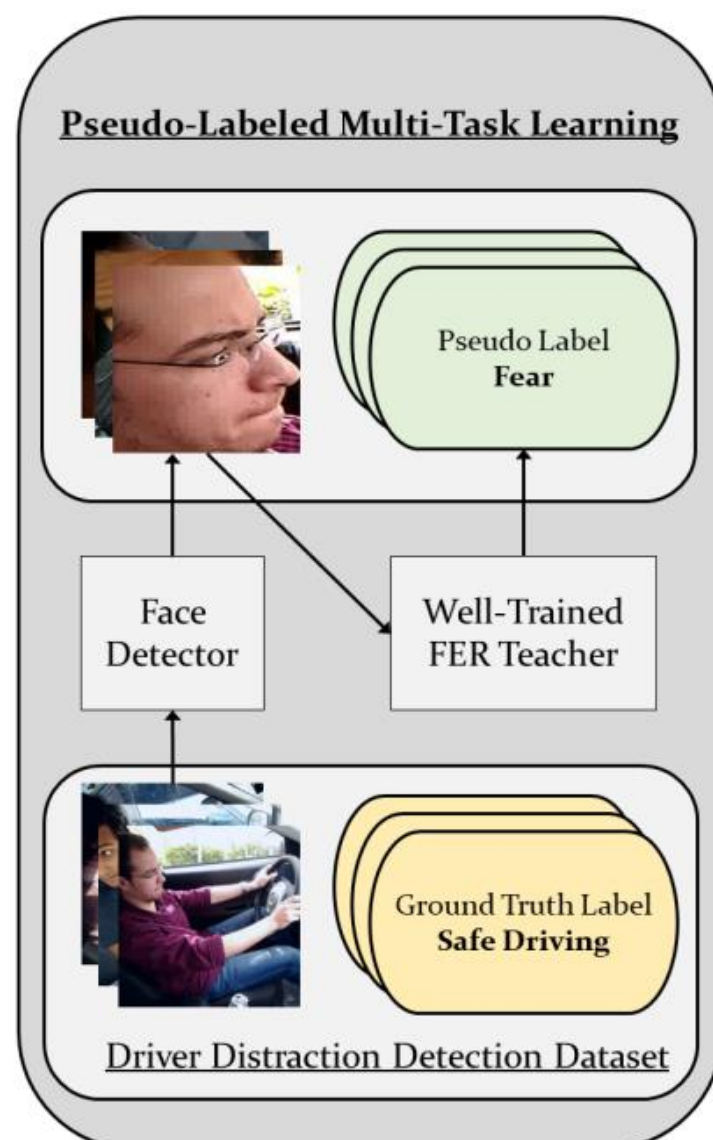 Pseudo-Labeled Multi-Task Learning
Pseudo Label
Fear
Face
Detector
Well-Trained
FER Teacher
Ground Truth Label
Safe Driving
Driver Distraction Detection Dataset